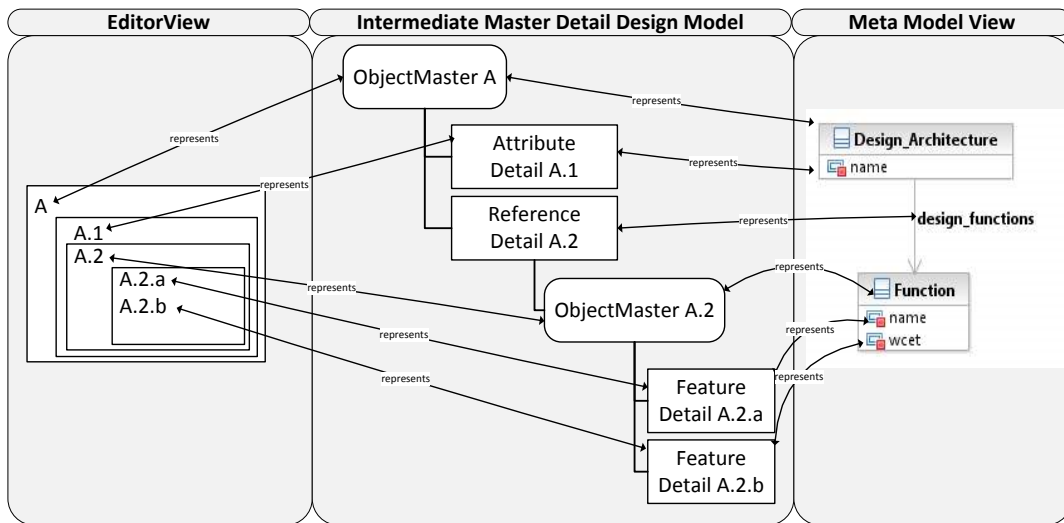 EditorView
Intermediate Master Detail Design Model
Meta Model View
ObjectMaster A
represents
represents
Attribute
Detail A.1
Design_Architecture
name
represents
represents
A
A.1
A.2
A.2.a
A.2.b
Reference
Detail A.2
represents
design_functions
represents
represents
ObjectMaster A.2
Function
name
wcet
represents
represents
represents
represents
Feature
Detail A.2.a
Feature
Detail A.2.b